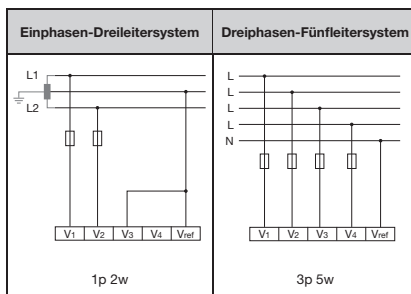 Einphasen-Dreileitersystem
L1
L2
V1 V2 V3 V4 Vref
1p 2w
Dreiphasen-Fünfleitersystem
L
L
L
L
N
V1 V2 V3 V4 Vref
3p 5w